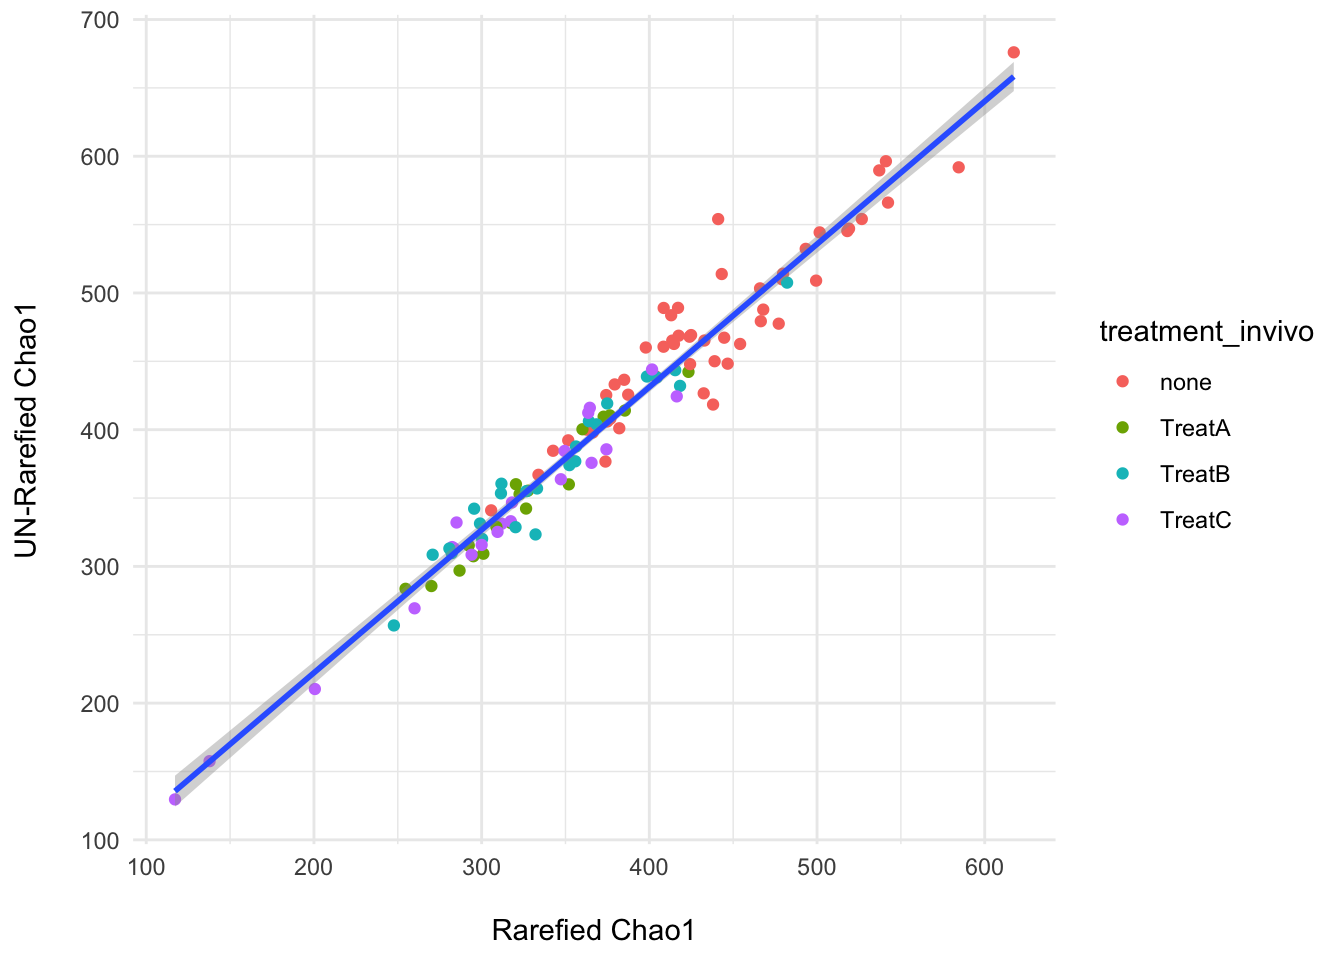 700
600
500
400
300
200
100
UN-Rarefied Chao1
100 200 300 400 500 600
Rarefied Chao1
treatment_invivo
none
TreatA
TreatB
TreatC